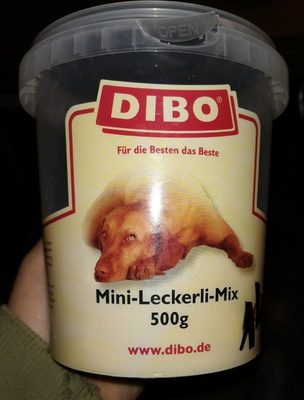 OPEN
DIBO®
Für die Besten das Beste
Mini-Leckerli-Mix
500g
www.dibo.de